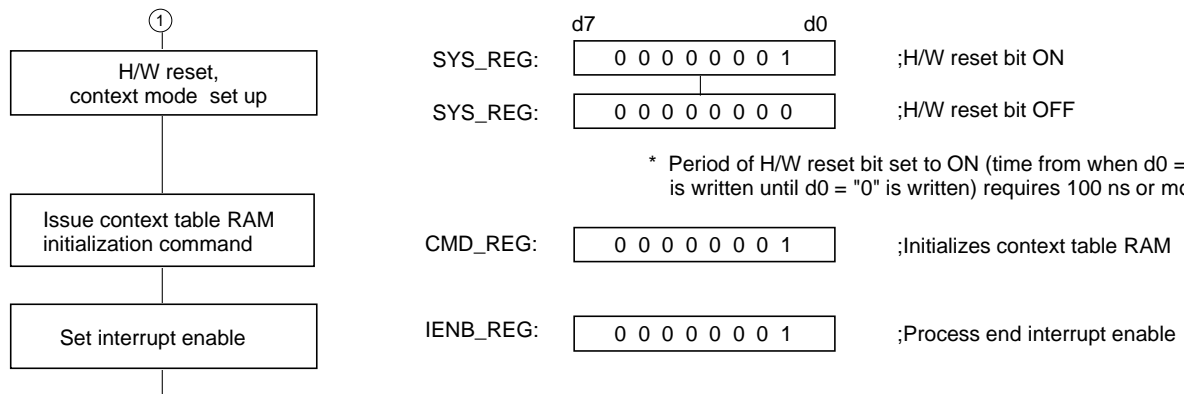 1
d7 d0
H/W reset,
context mode set up
SYS_REG: 0 0 0 0 0 0 0 1 ;H/W reset bit ON
SYS_REG: 0 0 0 0 0 0 0 0 ;H/W reset bit OFF
* Period of H/W reset bit set to ON (time from when d0 =
is written until d0 = "0" is written) requires 100 ns or
Issue context table RAM
initialization command
CMD_REG: 0 0 0 0 0 0 0 1 ;Initializes context table RAM
Set interrupt enable
IENB_REG: 0 0 0 0 0 0 0 1 ;Process end interrupt enable